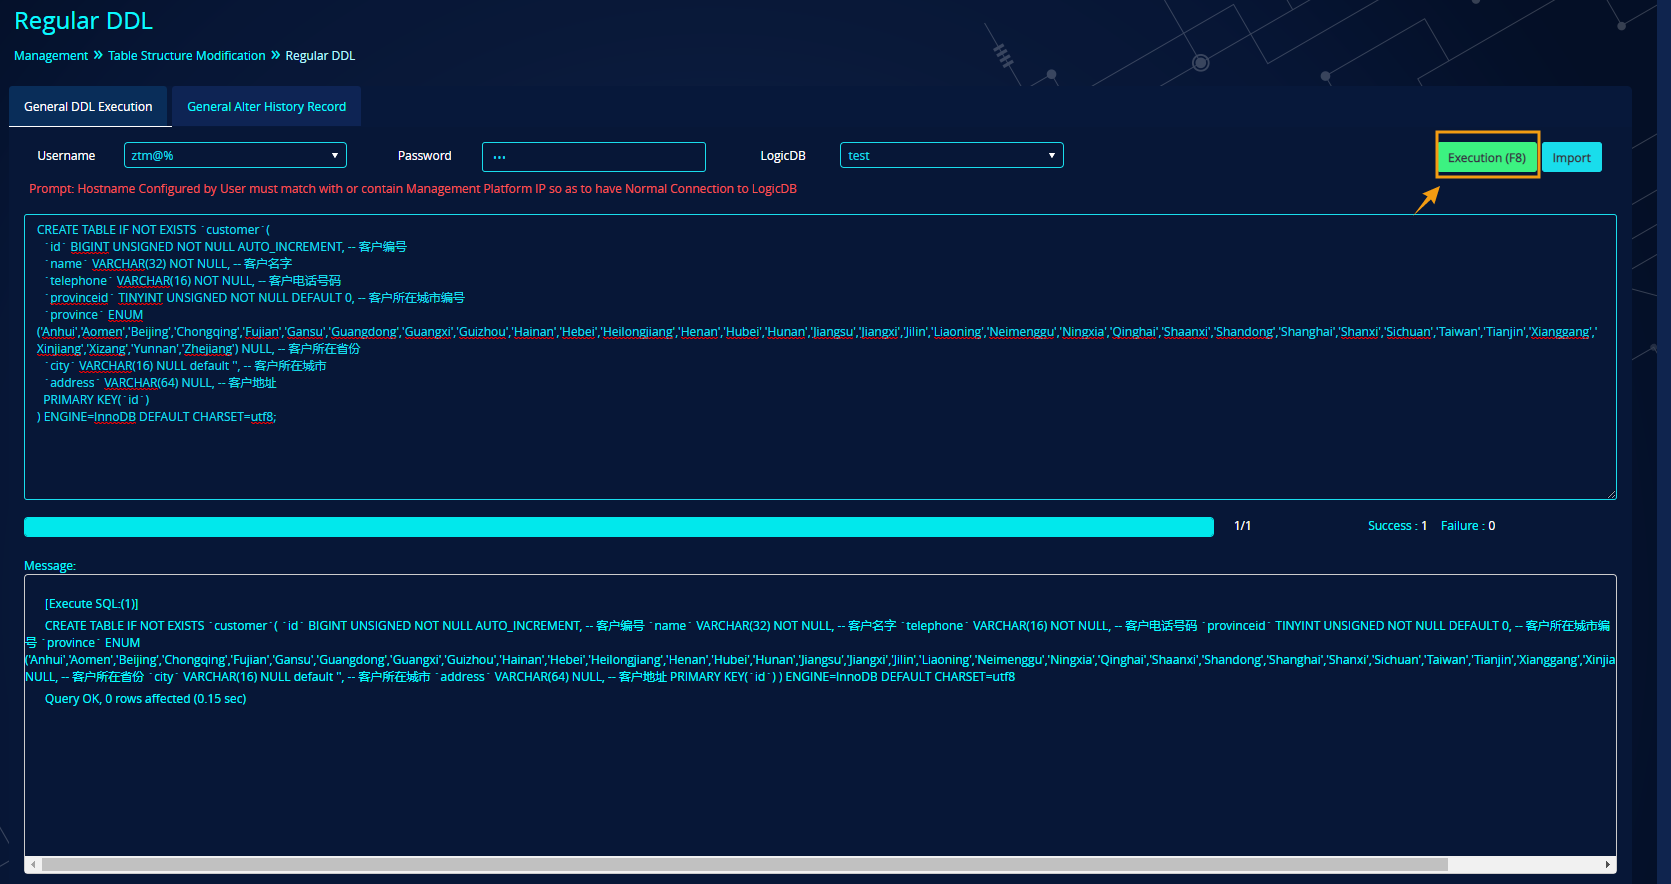 Regular DDL
Management » Table Structure Modification » Regular DDL
General DDL Execution General Alter History Record
Username ztm@% Password ••• LogicDB test Execution (F8) Import
Prompt: Hostname Configured by User must match with or contain Management Platform IP so as to have Normal Connection to LogicDB
CREATE TABLE IF NOT EXISTS `customer`(
`id` BIGINT UNSIGNED NOT NULL AUTO_INCREMENT, -- 客户编号
`name` VARCHAR(32) NOT NULL, -- 客户名字
`telephone` VARCHAR(16) NOT NULL, -- 客户电话号码
`provinceid` TINYINT UNSIGNED NOT NULL DEFAULT 0, -- 客户所在城市编号
`province` ENUM
('Anhui','Aomen','Beijing','Chongqing','Fujian','Gansu','Guangdong','Guangxi','Guizhou','Hainan','Hebei','Heilongjiang','Henan','Hubei','Hunan','Jiangsu','Jiangxi','Jilin','Liaoning','Neimenggu','Ningxia','Qinghai','Shaanxi','Shandong','Shanghai','Shanxi','Sichuan','Taiwan','Tianjin','Xianggang','
Xinjiang','Xizang','Yunnan','Zhejiang') NULL, -- 客户所在省份
`city` VARCHAR(16) NULL default '', -- 客户所在城市
`address` VARCHAR(64) NULL, -- 客户地址
PRIMARY KEY(`id`)
) ENGINE=InnoDB DEFAULT CHARSET=utf8;
1/1 Success : 1 Failure : 0
Message:
[Execute SQL:(1)]
CREATE TABLE IF NOT EXISTS `customer`( `id` BIGINT UNSIGNED NOT NULL AUTO_INCREMENT, -- 客户编号 `name` VARCHAR(32) NOT NULL, -- 客户名字 `telephone` VARCHAR(16) NOT NULL, -- 客户电话号码 `provinceid` TINYINT UNSIGNED NOT NULL DEFAULT 0, -- 客户所在城市编
号 `province` ENUM
('Anhui','Aomen','Beijing','Chongqing','Fujian','Gansu','Guangdong','Guangxi','Guizhou','Hainan','Hebei','Heilongjiang','Henan','Hubei','Hunan','Jiangsu','Jiangxi','Jilin','Liaoning','Neimenggu','Ningxia','Qinghai','Shaanxi','Shandong','Shanghai','Shanxi','Sichuan','Taiwan','Tianjin','Xianggang','Xinjia
NULL, -- 客户所在省份 `city` VARCHAR(16) NULL default '', -- 客户所在城市 `address` VARCHAR(64) NULL, -- 客户地址 PRIMARY KEY(`id`) ) ENGINE=InnoDB DEFAULT CHARSET=utf8
Query OK, 0 rows affected (0.15 sec)